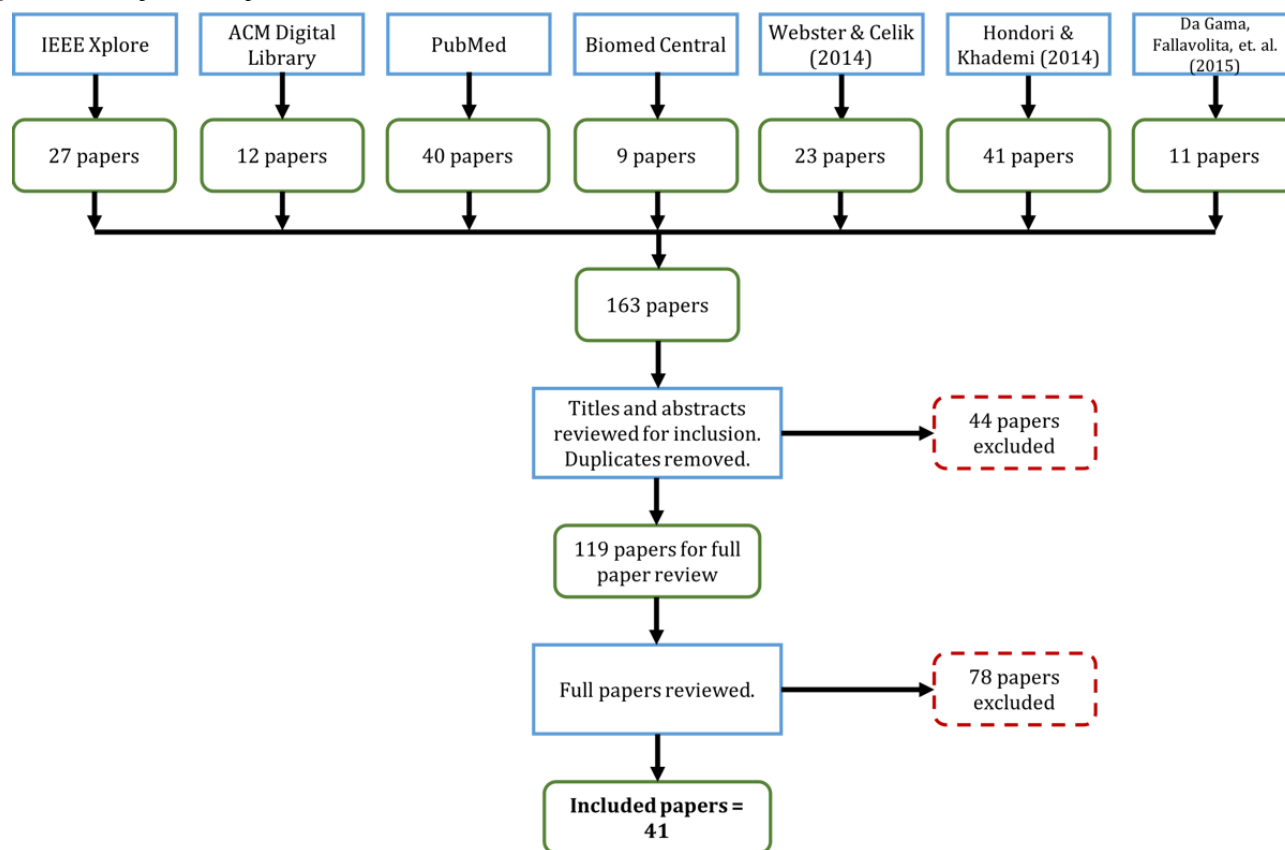 IEEE Xplore
ACM Digital
Library
PubMed
Biomed Central
Webster & Celik
(2014)
Hondori &
Khademi (2014)
Da Gama,
Fallavolita, et. al.
(2015)
27 papers
12 papers
40 papers
9 papers
23 papers
41 papers
11 papers
163 papers
Titles and abstracts
reviewed for inclusion.
Duplicates removed.
44 papers
excluded
119 papers for full
paper review
Full papers reviewed.
78 papers
excluded
Included papers =
41